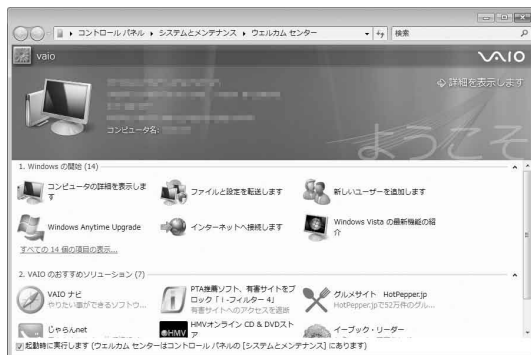 コントロール パネル ▸ システムとメンテナンス ▸ ウェルカム センター
検索
vaio
VAIO
詳細を表示します
コンピュータ名:
ようこそ
1. Windows の開始 (14)
コンピュータの詳細を表示します
ファイルと設定を転送します
新しいユーザーを追加します
Windows Anytime Upgrade
インターネットへ接続します
Windows Vista の最新機能の紹介
すべての 14 個の項目の表示...
2. VAIO のおすすめソリューション (7)
VAIO ナビ
やりたい事ができるソフトウ...
PTA推薦ソフト、有害サイトをブロック「i -フィルター 4」
有害サイトへのアクセスを遮断
グルメサイト HotPepper.jp
HotPepper.jpで52万件のグル...
じゃらんnet
HMV
HMVオンライン CD & DVDストア
イーブック・リーダー
起動時に実行します (ウェルカム センターはコントロール パネルの [システムとメンテナンス] にあります)